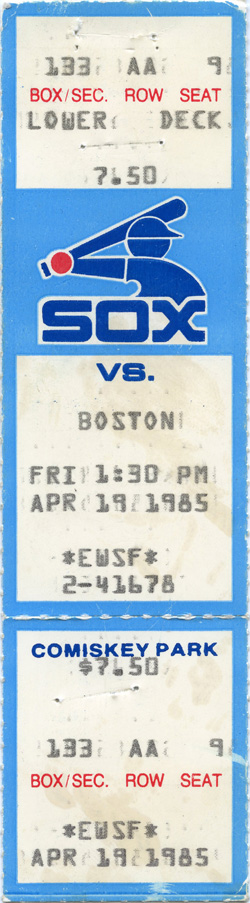 133 AA 9
BOX/SEC. ROW SEAT
LOWER DECK
7.50
SOX
VS.
BOSTON
FRI 1:30 PM
APR 19 1985
*EWSF*
2-41678
COMISKEY PARK
$7.50
133 AA 9
BOX/SEC. ROW SEAT
*EWSF*
APR 19 1985